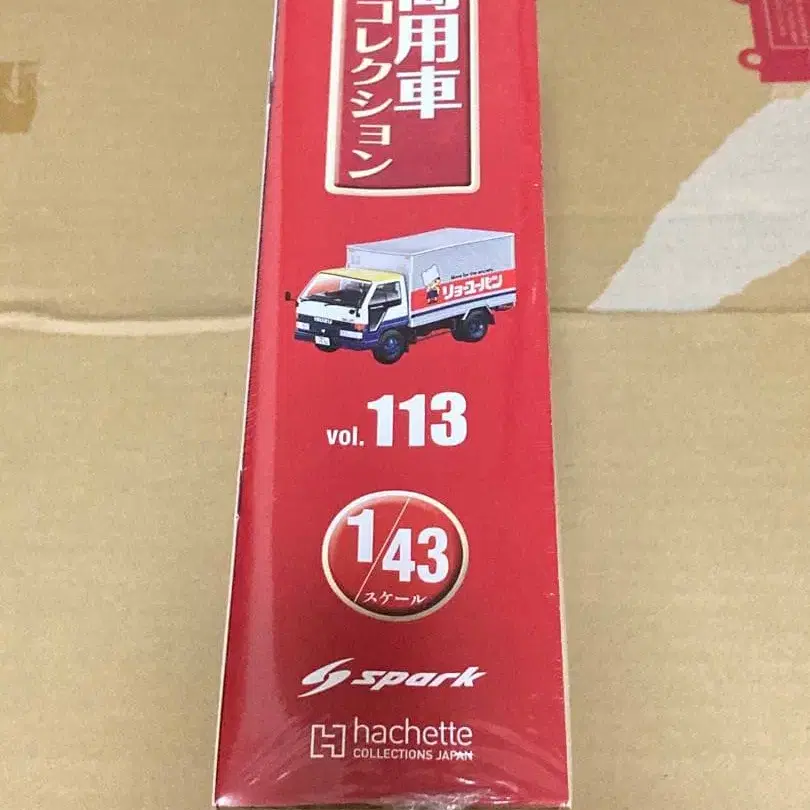 商用車
コレクション
リョーユーパン
ISUZU
vol. 113
1/43
スケール
spark
hachette
COLLECTIONS JAPAN